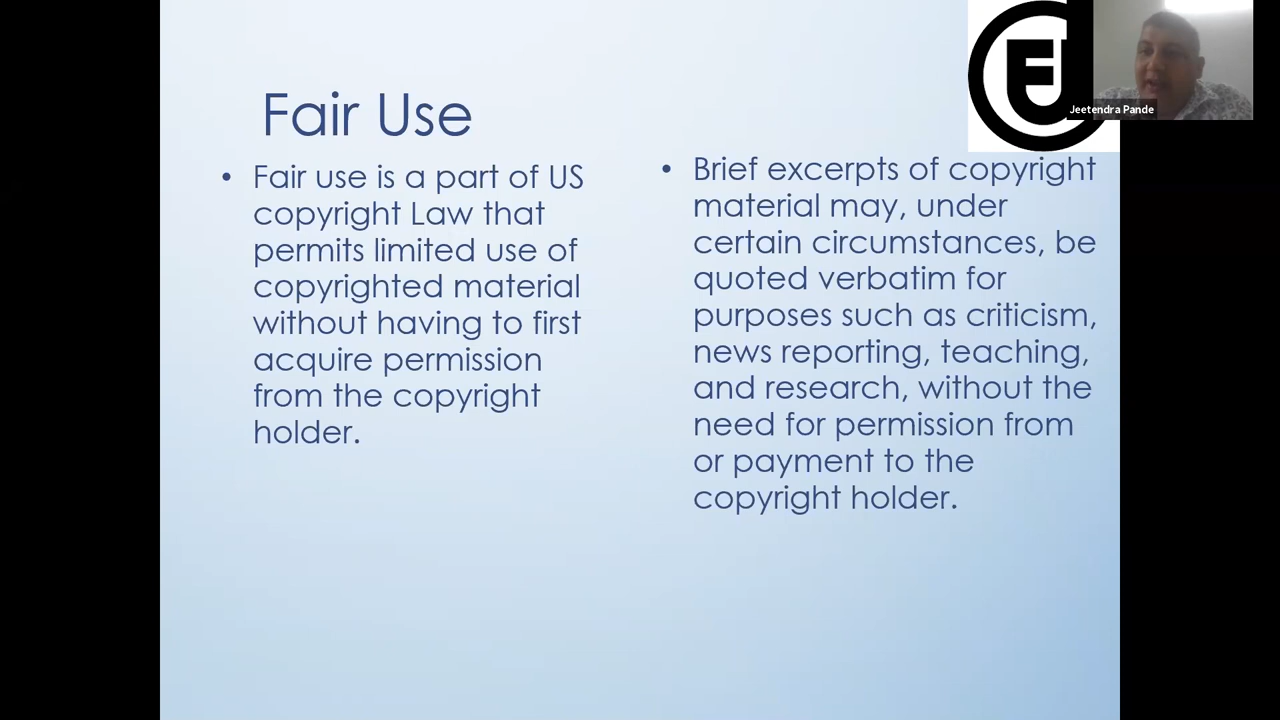 Fair Use
• Fair use is a part of US
copyright Law that
permits limited use of
copyrighted material
without having to first
acquire permission
from the copyright
holder.
• Brief excerpts of copyright
material may, under
certain circumstances, be
quoted verbatim for
purposes such as criticism,
news reporting, teaching,
and research, without the
need for permission from
or payment to the
copyright holder.
Jeetendra Pande